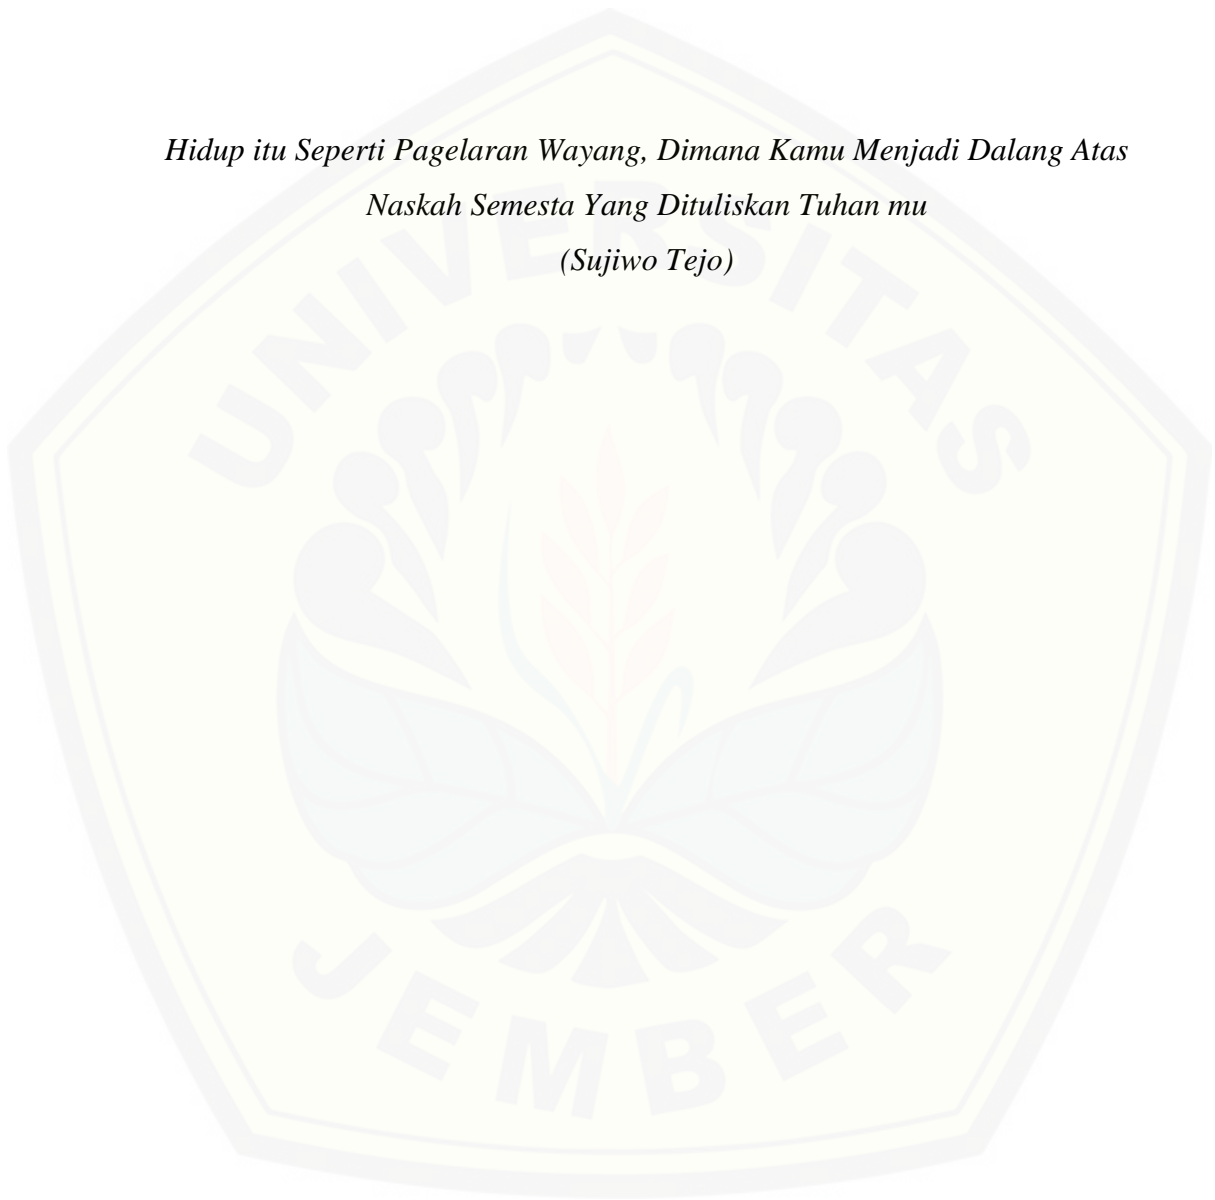 Hidup itu Seperti Pagelaran Wayang, Dimana Kamu Menjadi Dalang Atas
Naskah Semesta Yang Dituliskan Tuhan mu
(Sujiwo Tejo)
UNIVERSITAS
JEMBER